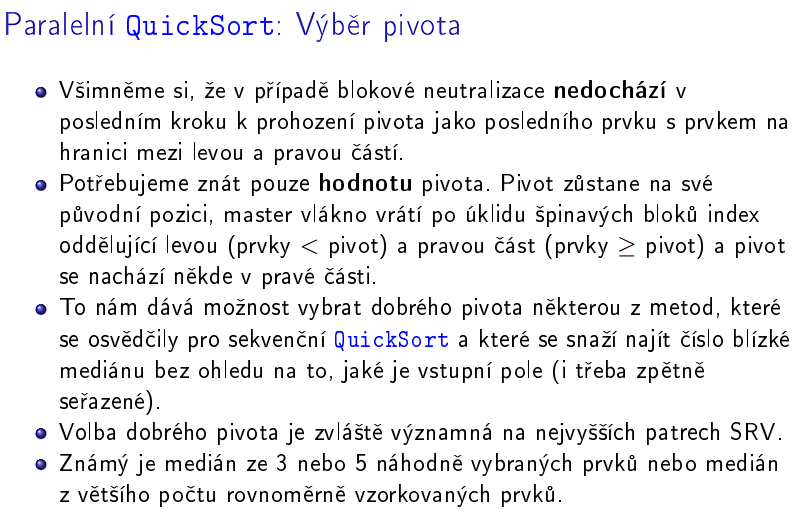 Paralelní QuickSort: Výběr pivota
Všimněme si, že v případě blokové neutralizace nedochází v
posledním kroku k prohození pivota jako posledního prvku s prvkem na
hranici mezi levou a pravou částí.
Potřebujeme znát pouze hodnotu pivota. Pivot zůstane na své
původní pozici, master vlákno vrátí po úklidu špinavých bloků index
oddělující levou (prvky < pivot) a pravou část (prvky ≥ pivot) a pivot
se nachází někde v pravé části.
To nám dává možnost vybrat dobrého pivota některou z metod, které
se osvědčily pro sekvenční QuickSort a které se snaží najít číslo blízké
mediánu bez ohledu na to, jaké je vstupní pole (i třeba zpětně
seřazené).
Volba dobrého pivota je zvláště významná na nejvyšších patrech SRV.
Známý je medián ze 3 nebo 5 náhodně vybraných prvků nebo medián
z většího počtu rovnoměrně vzorkovaných prvků.